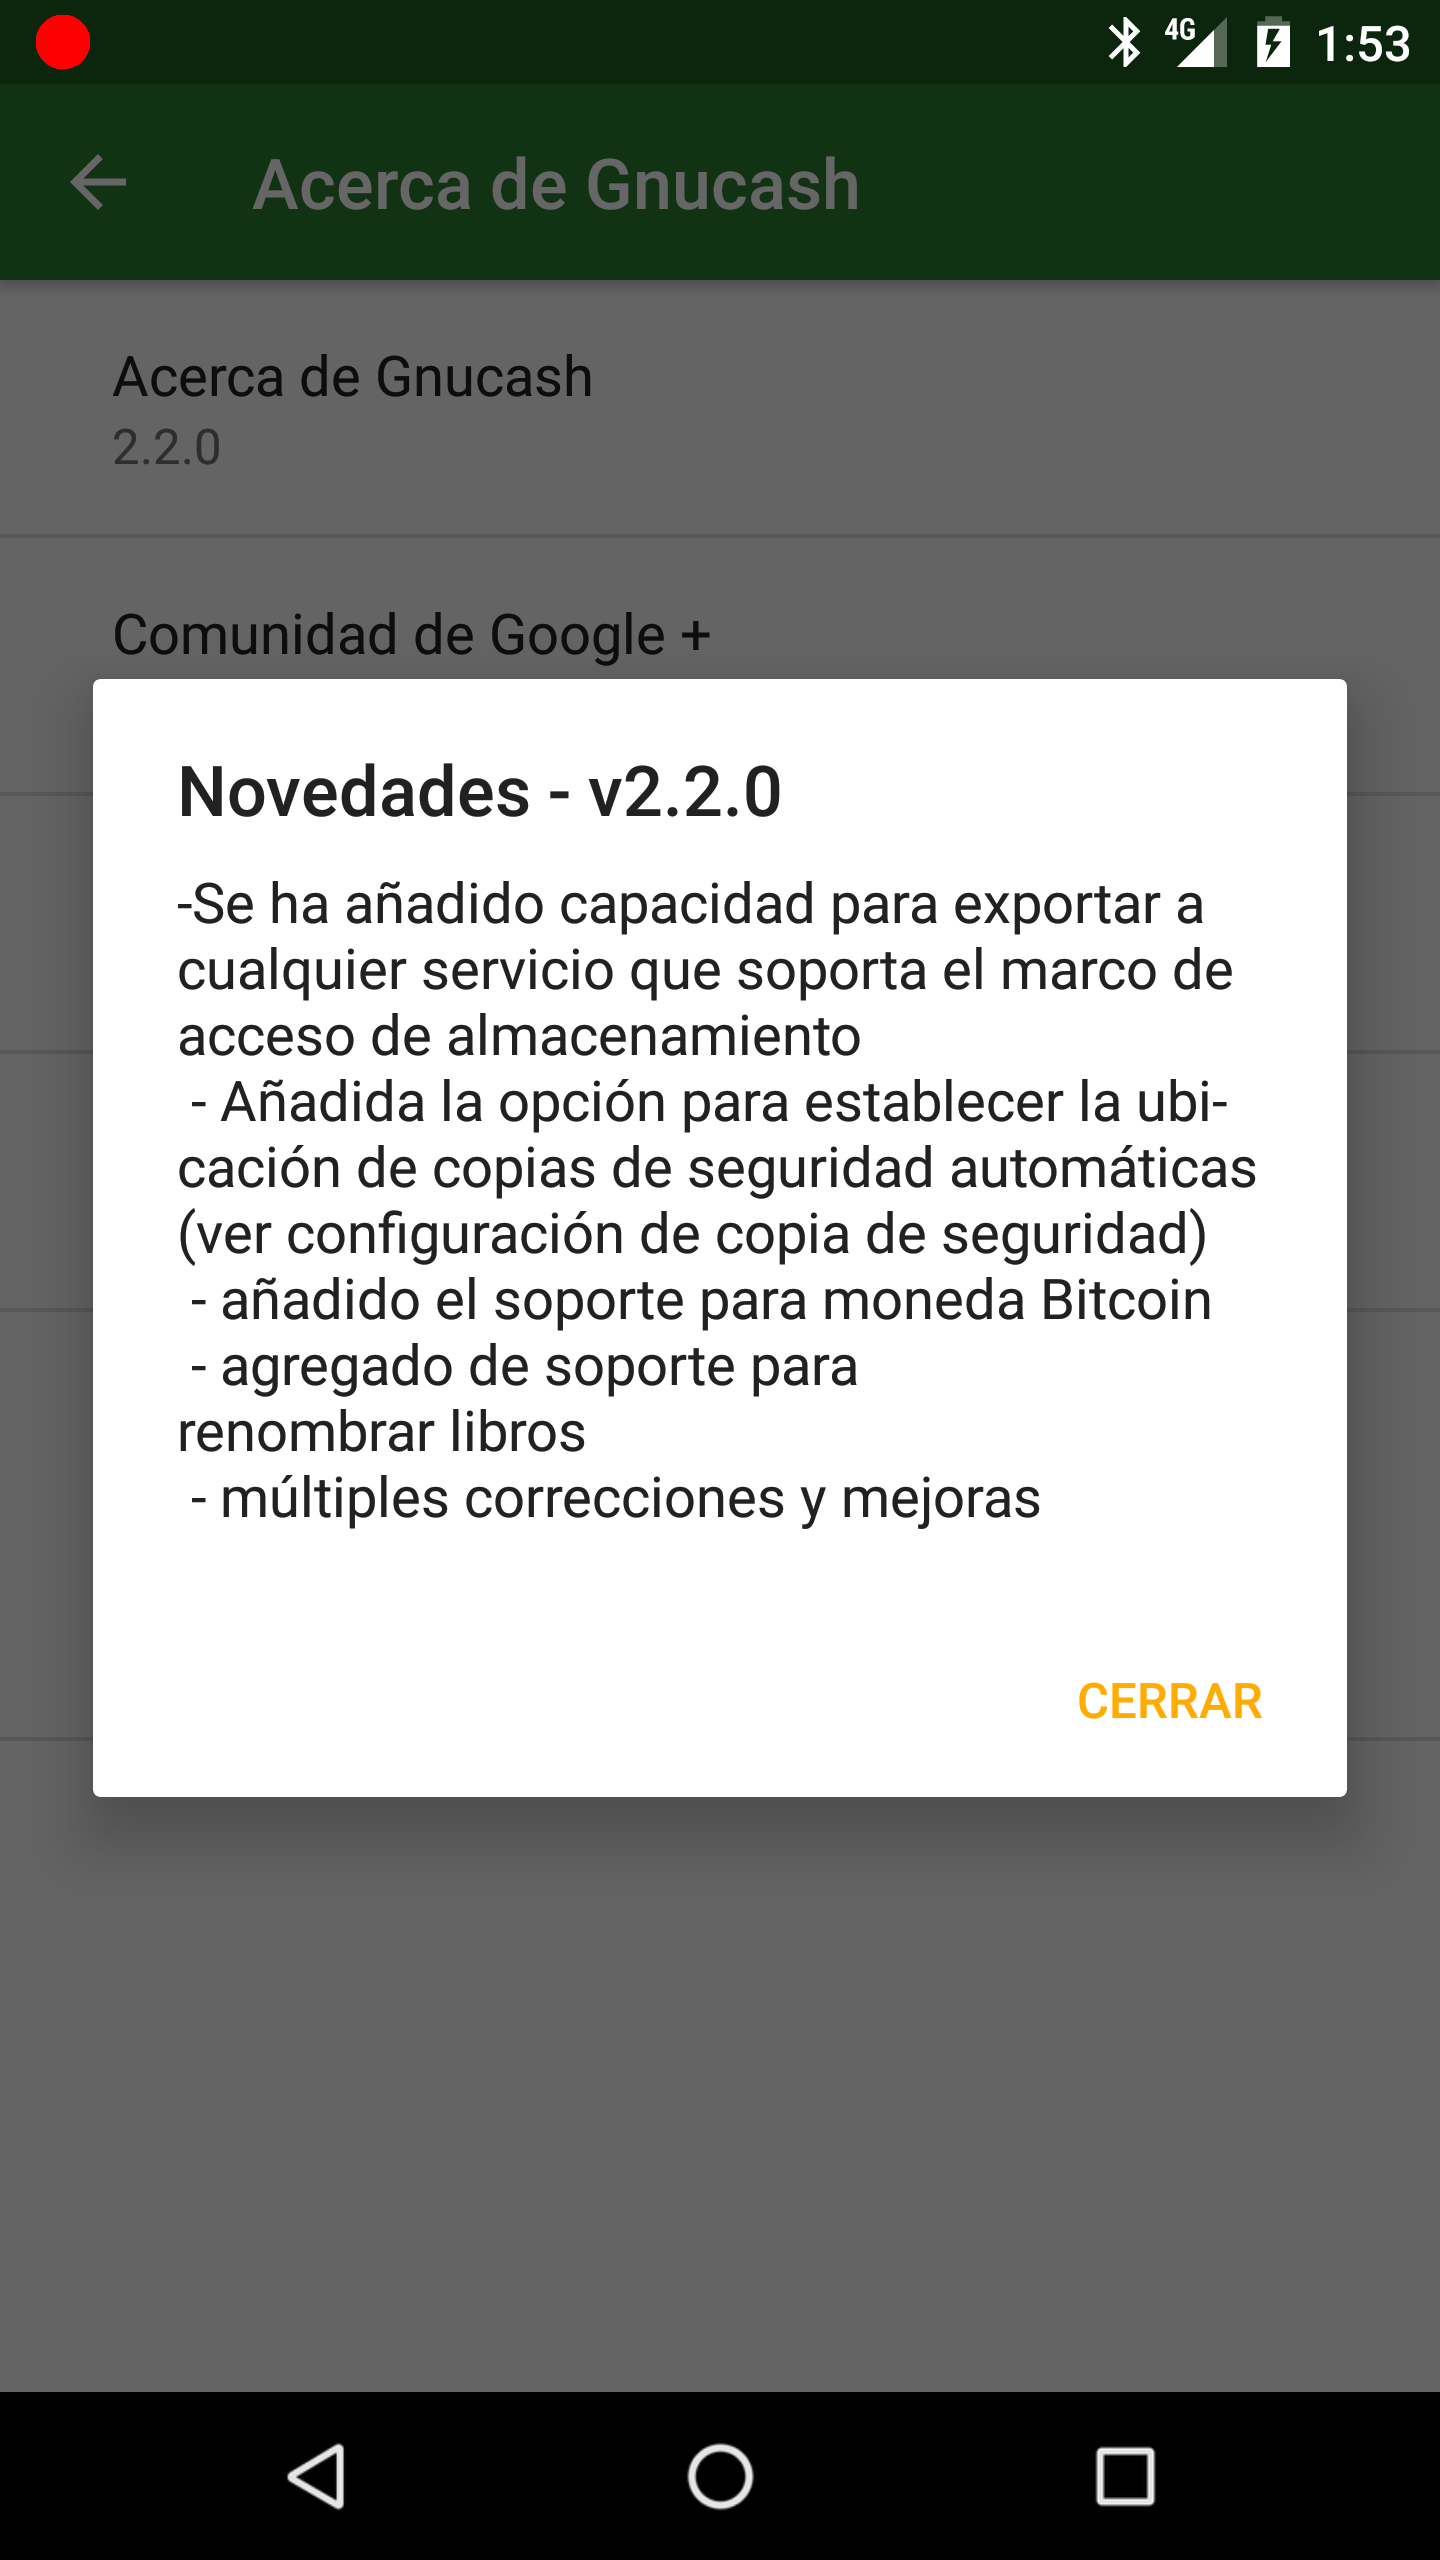 4G 1:53
Acerca de Gnucash
Acerca de Gnucash
2.2.0
Comunidad de Google +
Novedades - v2.2.0
-Se ha añadido capacidad para exportar a
cualquier servicio que soporta el marco de
acceso de almacenamiento
- Añadida la opción para establecer la ubi-
cación de copias de seguridad automáticas
(ver configuración de copia de seguridad)
- añadido el soporte para moneda Bitcoin
- agregado de soporte para
renombrar libros
- múltiples correcciones y mejoras
CERRAR